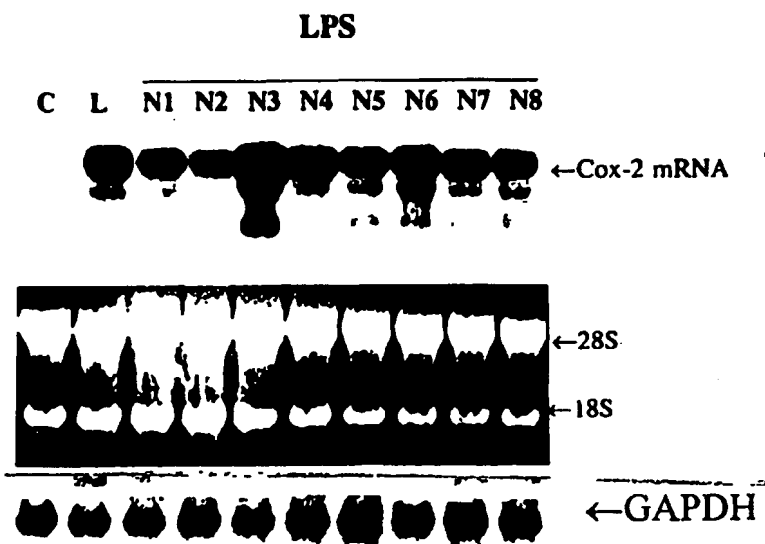 LPS
C L N1 N2 N3 N4 N5 N6 N7 N8
←Cox-2 mRNA
←28S
←18S
←GAPDH